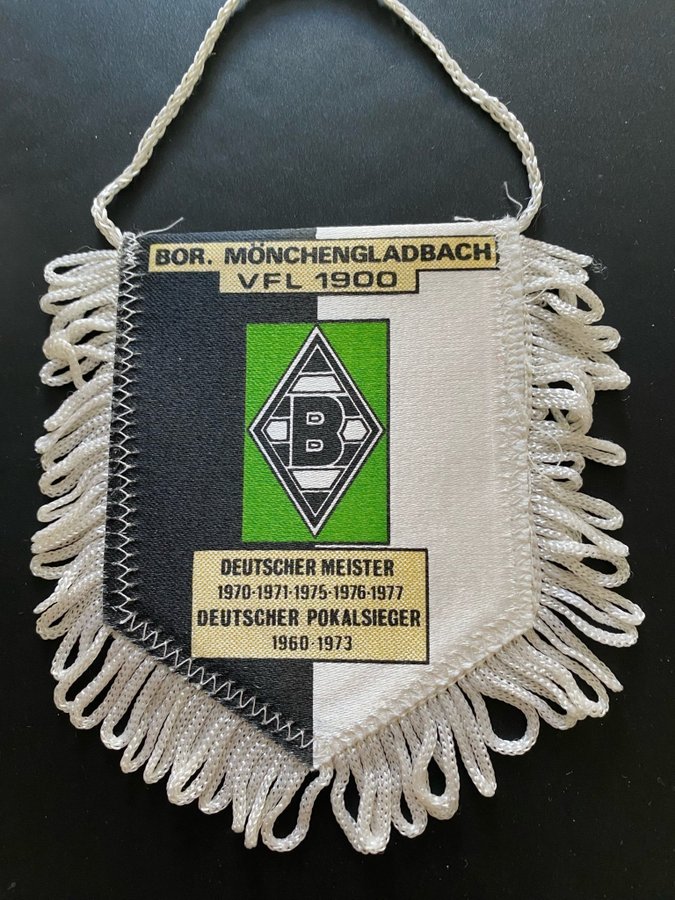 BOR. MÖNCHENGLADBACH
VFL 1900
B
DEUTSCHER MEISTER
1970·1971·1975·1976·1977
DEUTSCHER POKALSIEGER
1960·1973